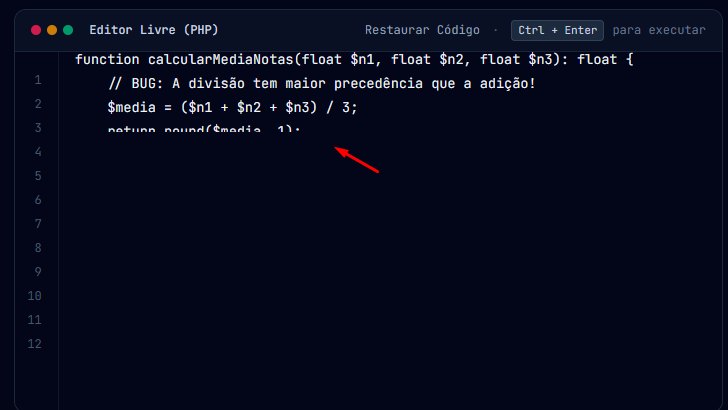 Editor Livre (PHP) Restaurar Código · Ctrl + Enter para executar
function calcularMediaNotas(float $n1, float $n2, float $n3): float {
1
// BUG: A divisão tem maior precedência que a adição!
2
$media = ($n1 + $n2 + $n3) / 3;
3
return round($media, 1);
4
5
6
7
8
9
10
11
12